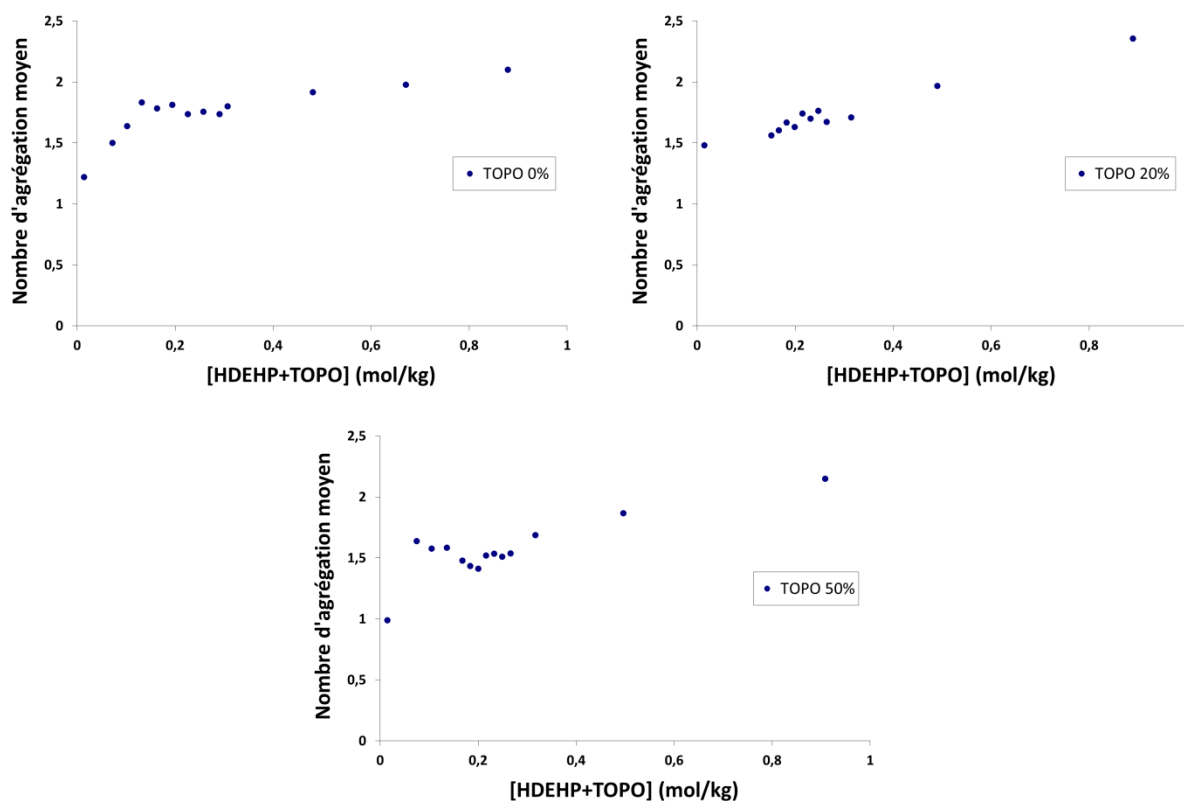 Nombre d'agrégation moyen
2,5
2
1,5
1
0,5
0
0 0,2 0,4 0,6 0,8 1
[HDEHP+TOPO] (mol/kg)
TOPO 0%
Nombre d'agrégation moyen
2,5
2
1,5
1
0,5
0
0 0,2 0,4 0,6 0,8
[HDEHP+TOPO] (mol/kg)
TOPO 20%
Nombre d'agrégation moyen
2,5
2
1,5
1
0,5
0
0 0,2 0,4 0,6 0,8 1
[HDEHP+TOPO] (mol/kg)
TOPO 50%